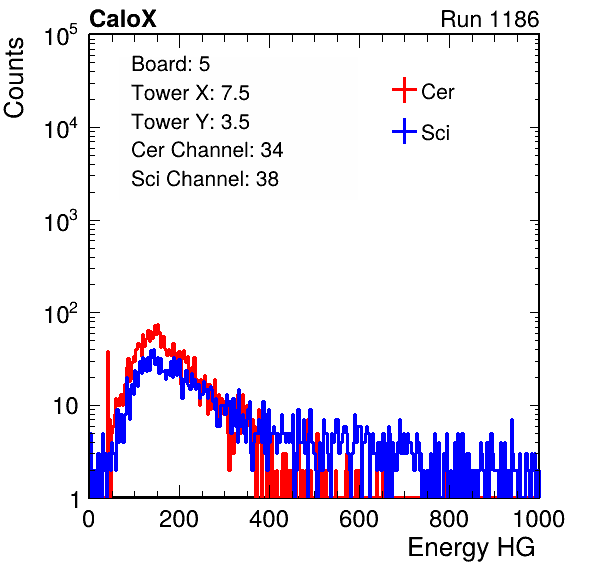 CaloX Run 1186
Counts
10^5
10^4
10^3
10^2
10
1
Board: 5
Tower X: 7.5
Tower Y: 3.5
Cer Channel: 34
Sci Channel: 38
Cer
Sci
0 200 400 600 800 1000
Energy HG